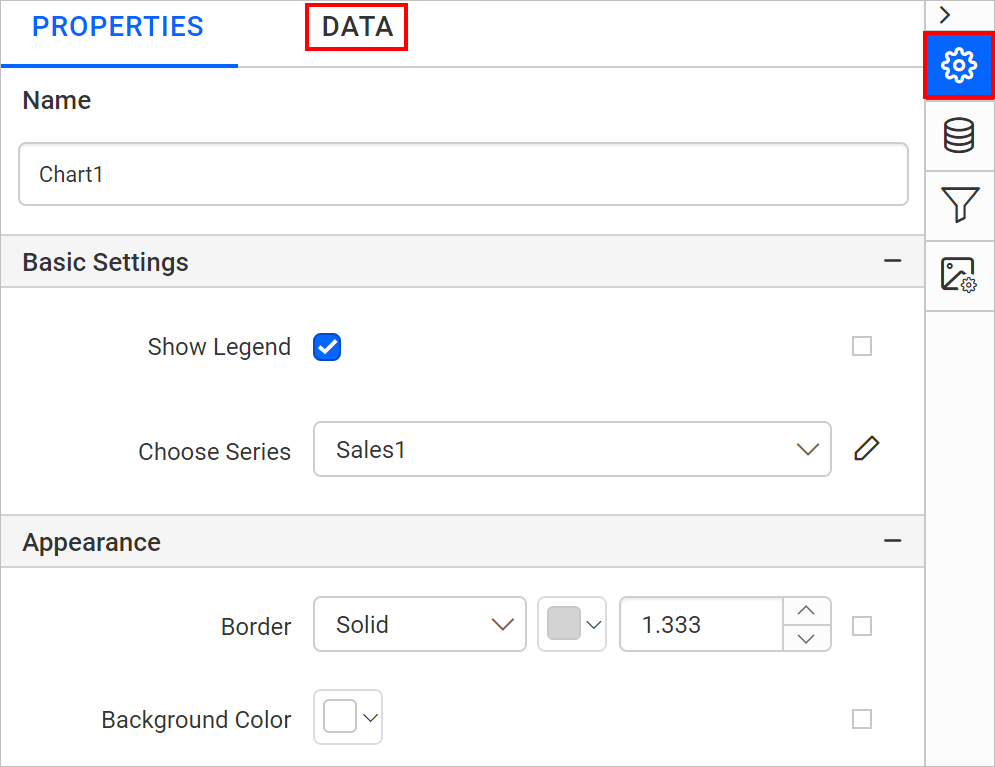 PROPERTIES DATA
Name
Chart1
Basic Settings
Show Legend
Choose Series Sales1
Appearance
Border Solid 1.333
Background Color